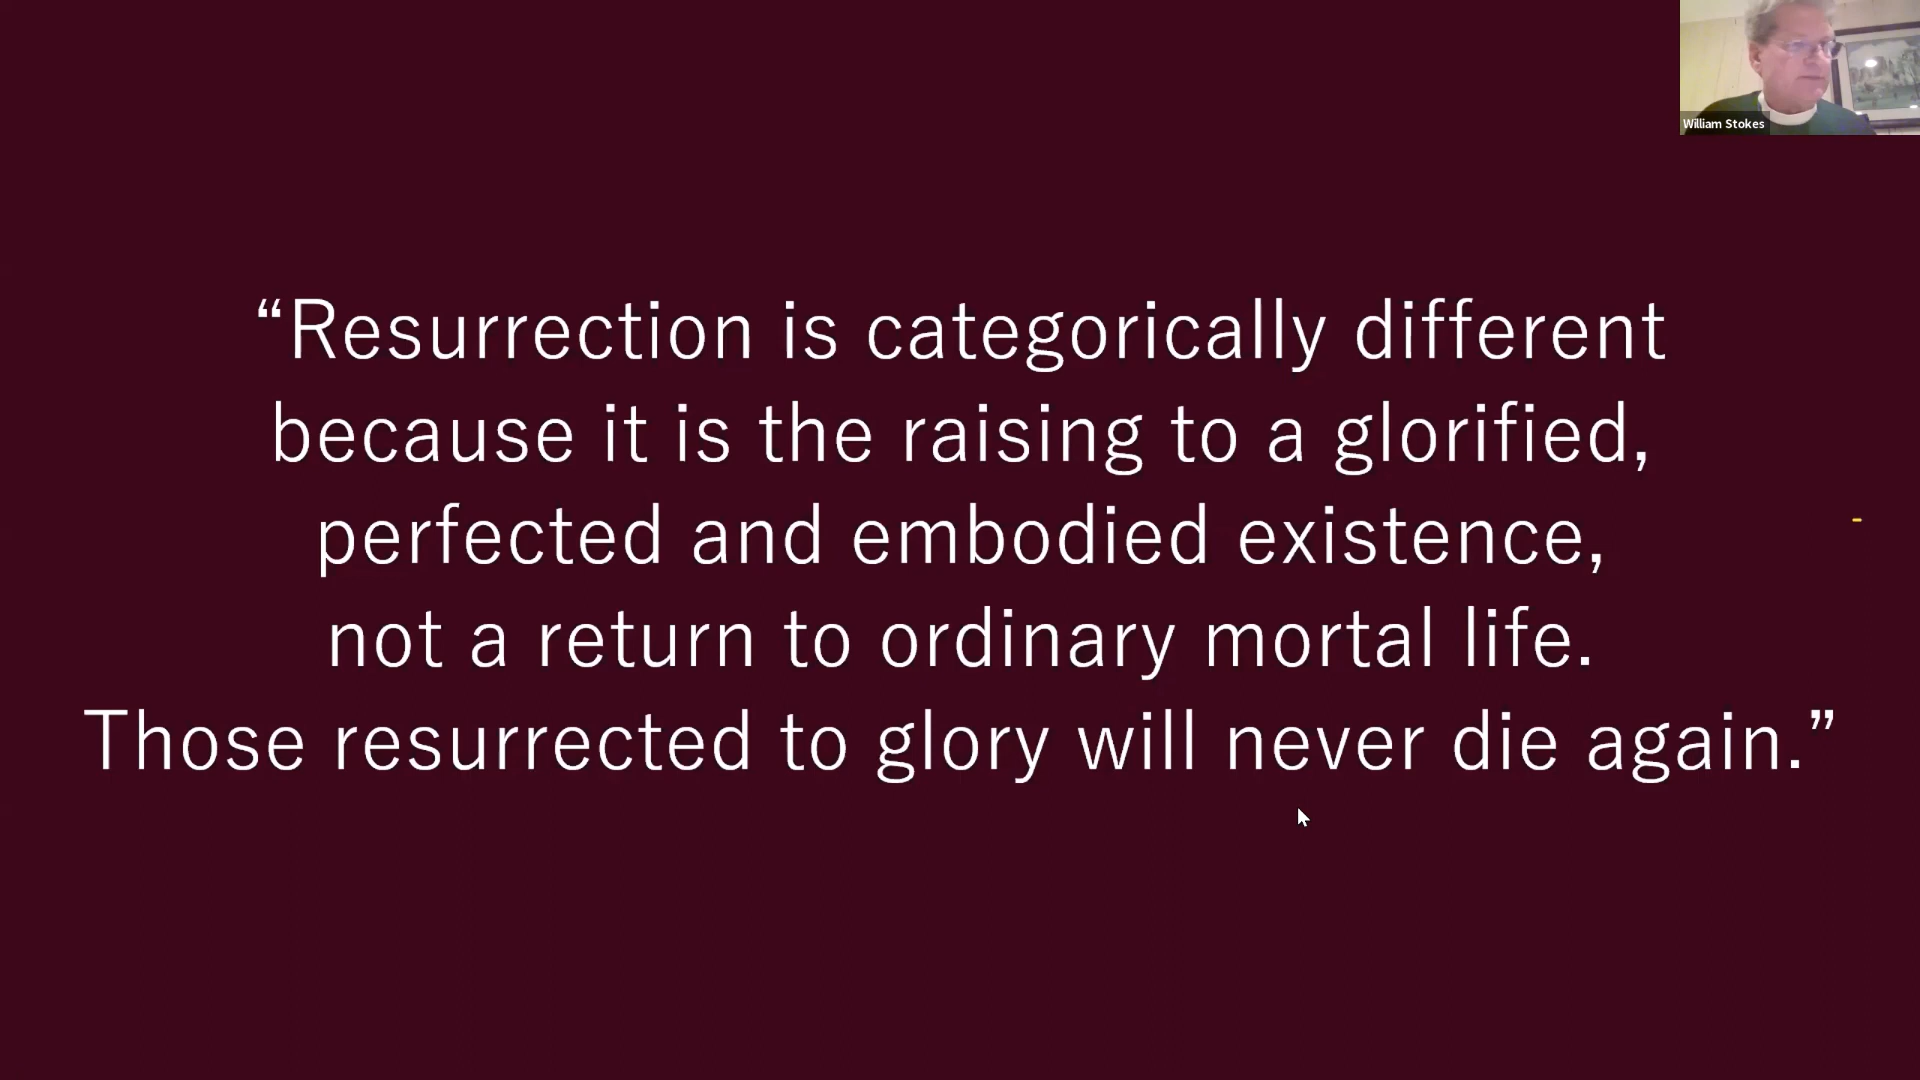 William Stokes
“Resurrection is categorically different
because it is the raising to a glorified,
perfected and embodied existence,
not a return to ordinary mortal life.
Those resurrected to glory will never die again.”